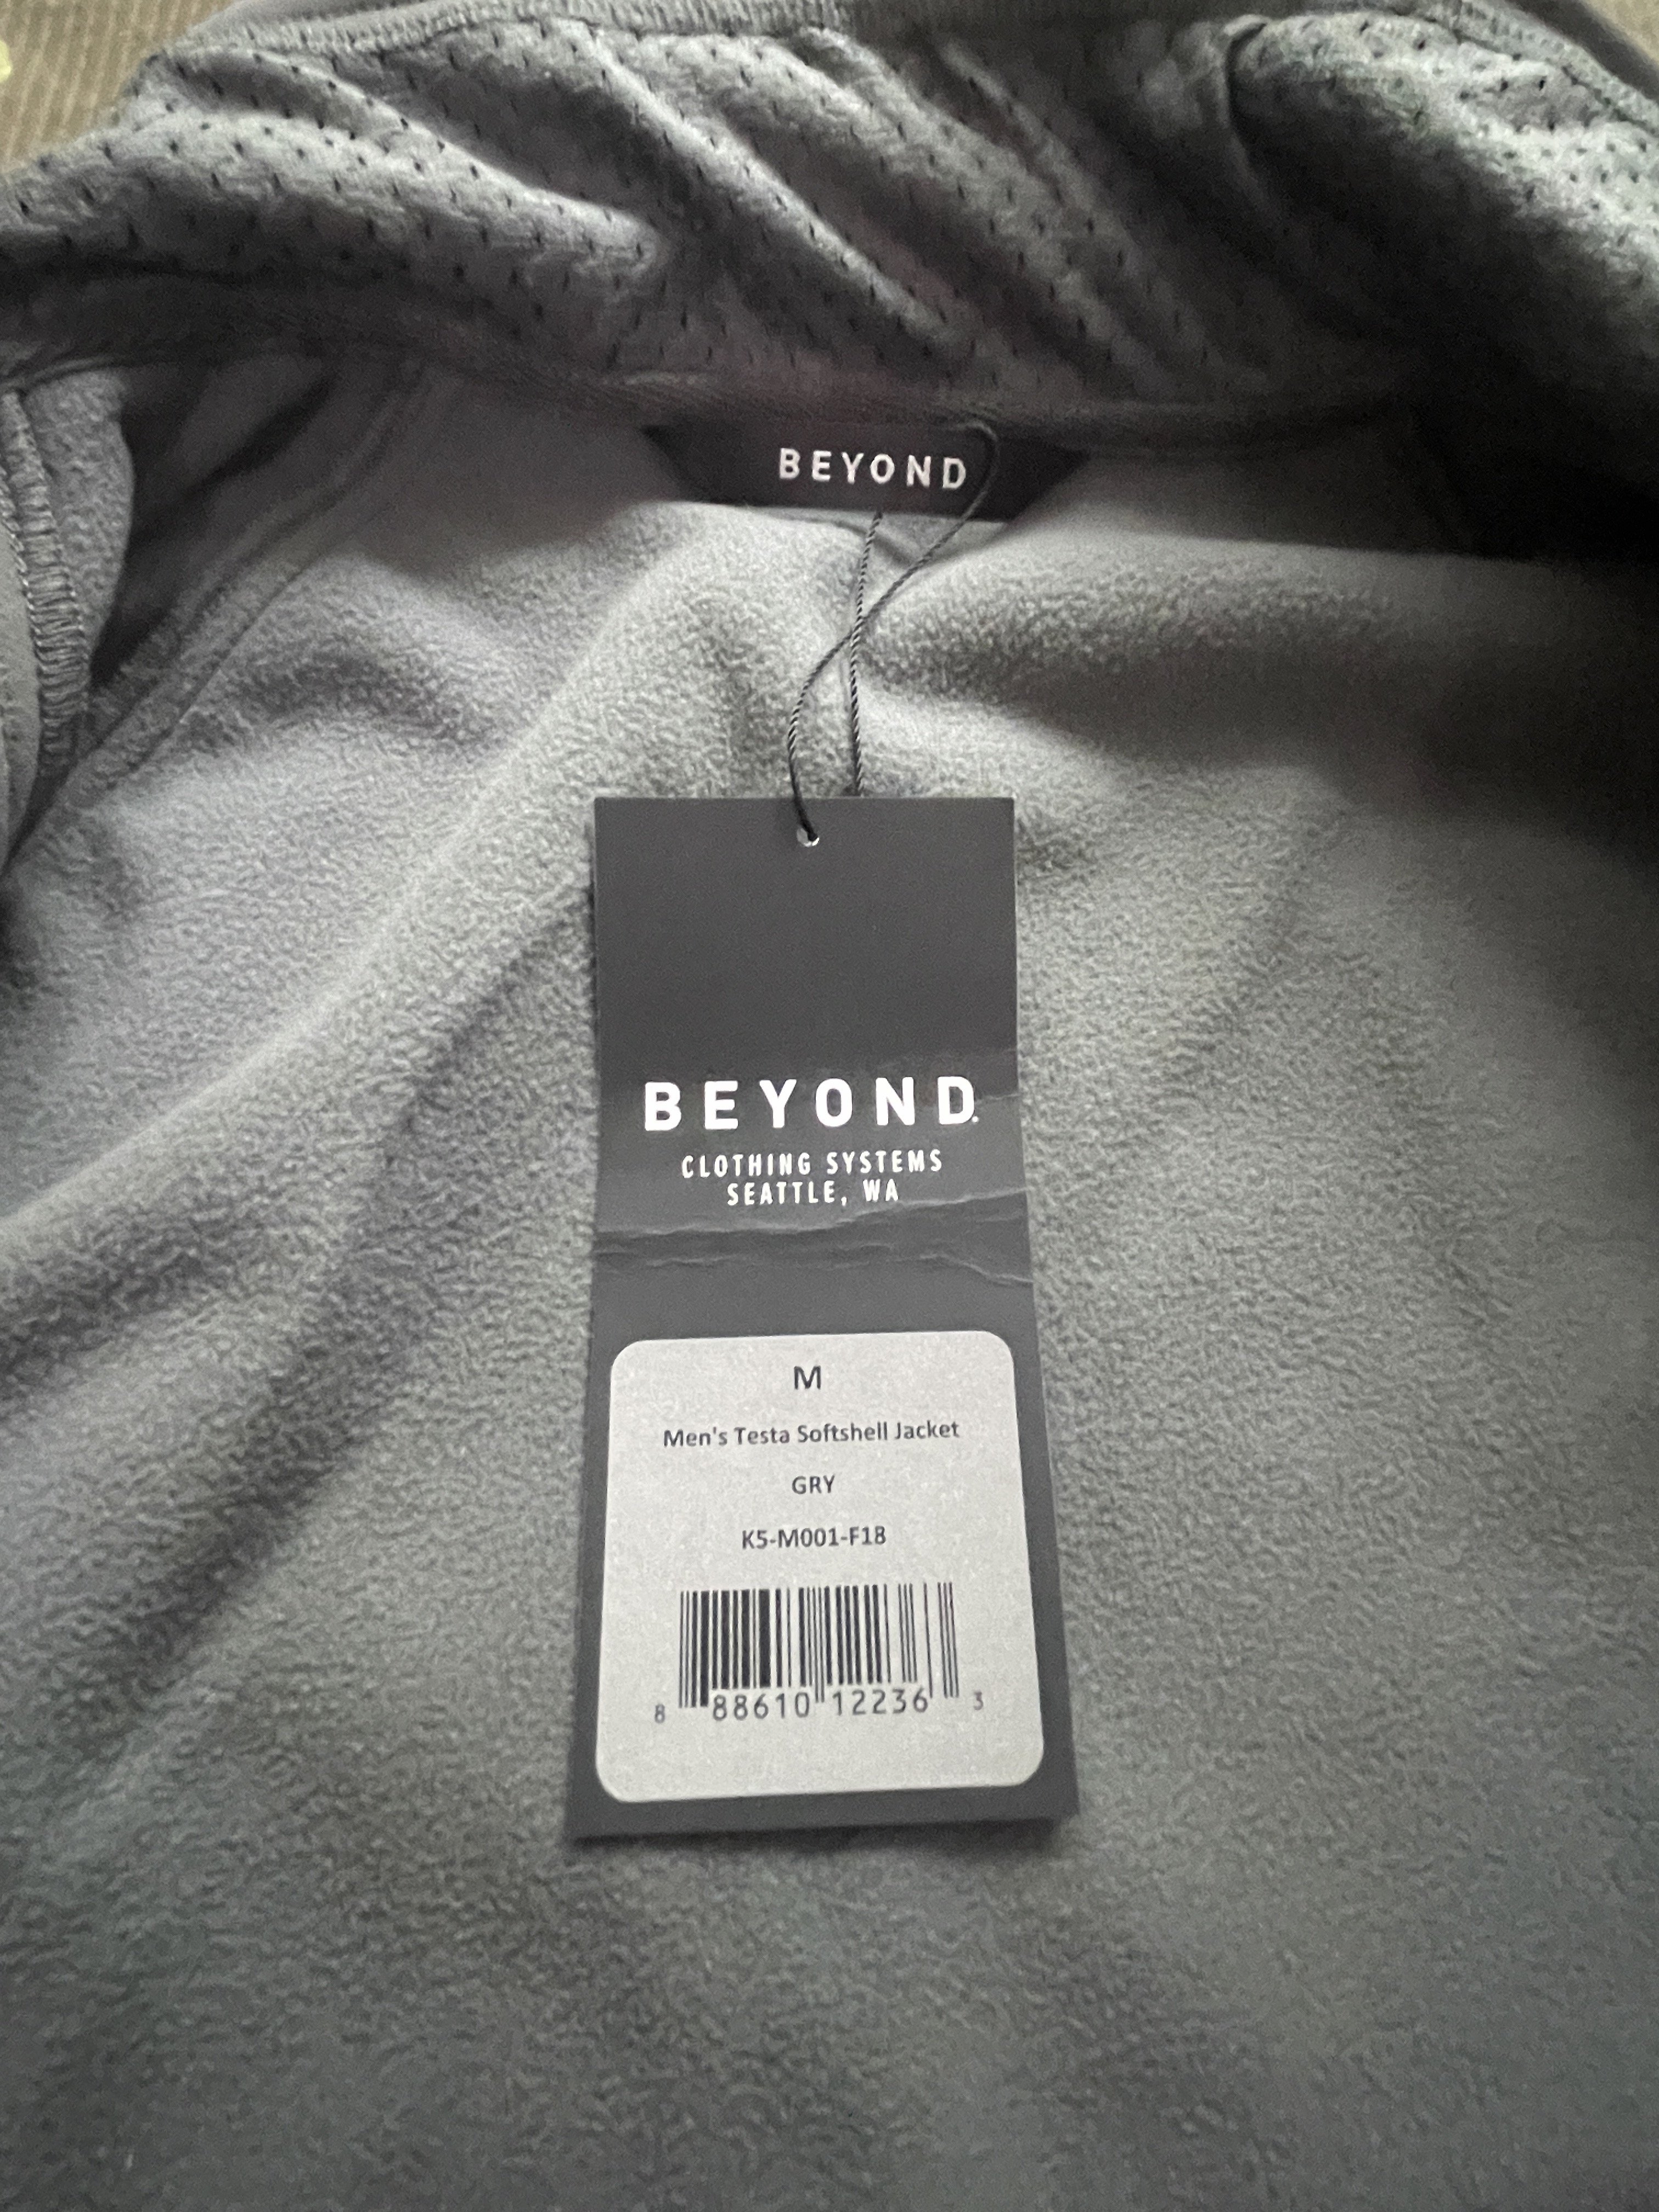 BEYOND
BEYOND
CLOTHING SYSTEMS
SEATTLE, WA
M
Men's Testa Softshell Jacket
GRY
K5-M001-F18
8 88610 12236 3